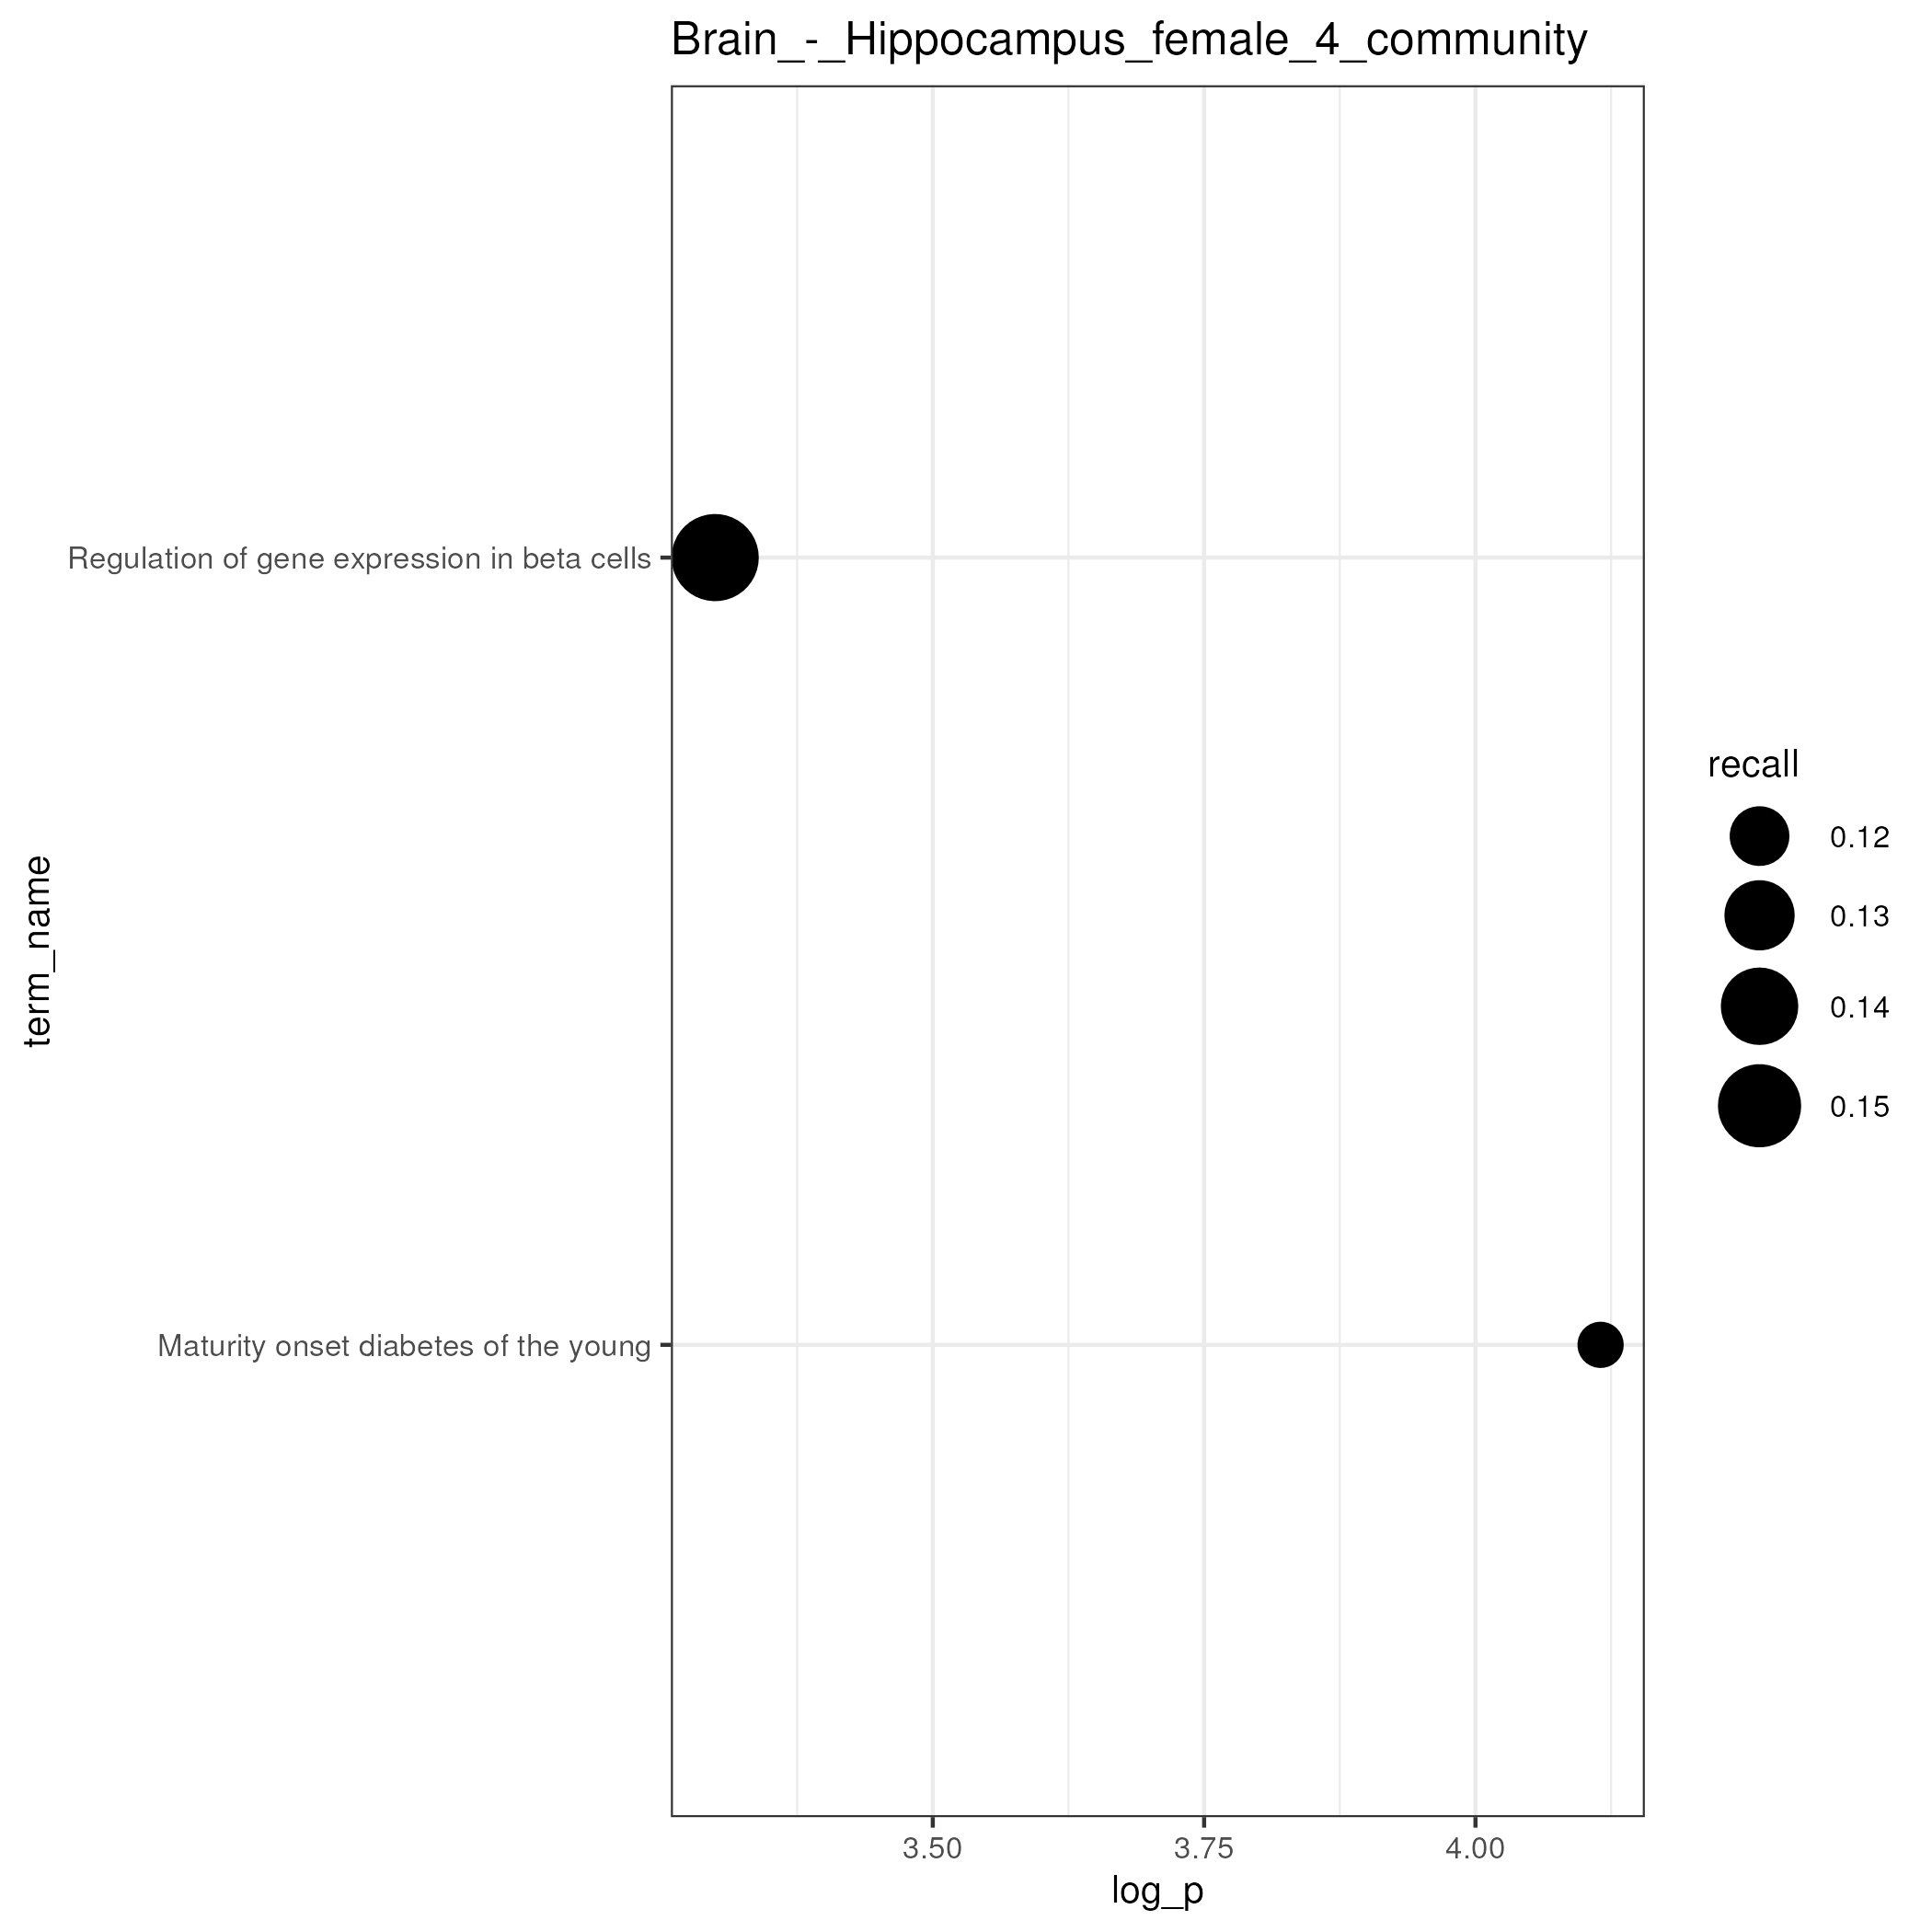 Brain_-_Hippocampus_female_4_community
Regulation of gene expression in beta cells
Maturity onset diabetes of the young
term_name
3.50 3.75 4.00
log_p
recall
0.12
0.13
0.14
0.15